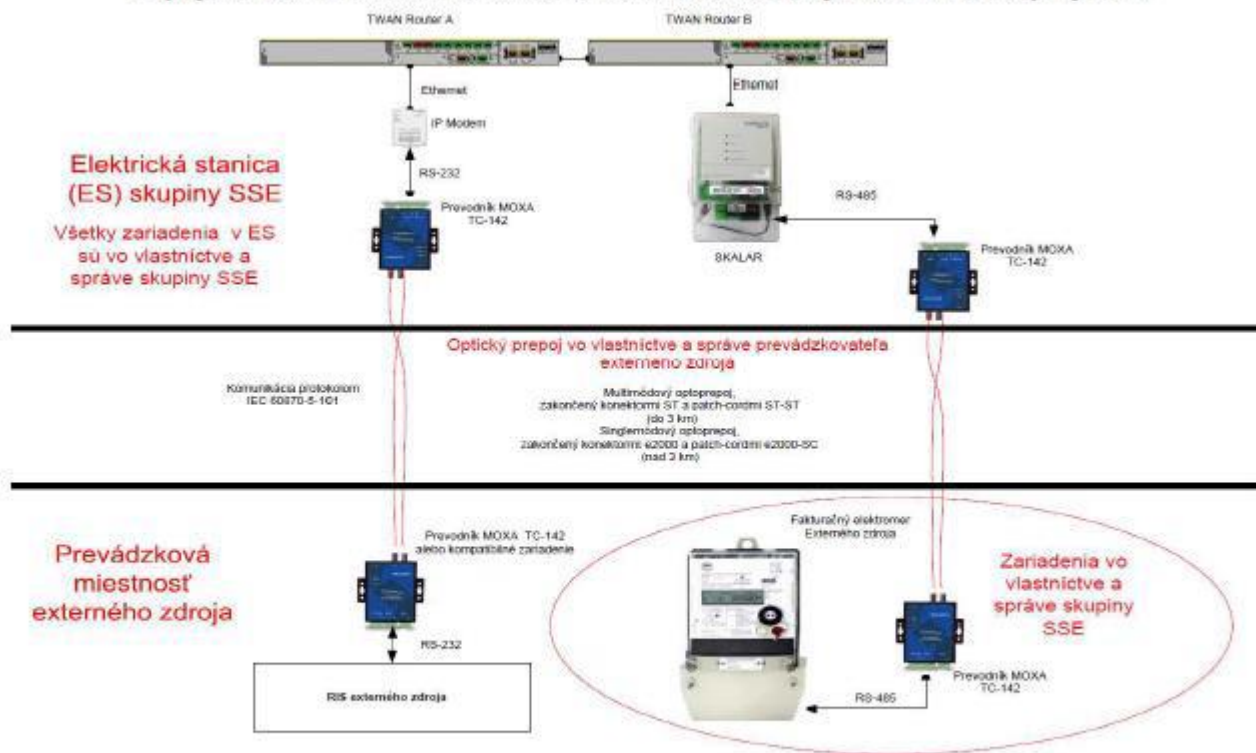 TWAN Router A
TWAN Router B
Ethernet
Ethernet
IP Modem
Elektrická stanica
(ES) skupiny SSE
RS-232
RS-485
Prevodník MOXA
TC-142
Všetky zariadenia v ES
sú vo vlastníctve a
správe skupiny SSE
SKALAR
Prevodník MOXA
TC-142
Optický prepoj vo vlastníctve a správe prevádzkovateľa
externého zdroja
Komunikácia protokolom
IEC 60870-5-101
Multimódový optoprepoj,
zakončený konektormi ST a patch-cordmi ST-ST
(do 3 km)
Singlemódový optoprepoj,
zakončený konektormi e2000 a patch-cordmi e2000-SC
(nad 3 km)
Fakturačný elektromer
Externého zdroja
Prevodník MOXA TC-142
alebo kompatibilné zariadenie
Prevádzková
miestnosť
externého zdroja
Zariadenia vo
vlastníctve a
správe skupiny
SSE
RS-232
Prevodník MOXA
TC-142
RIS externého zdroja
RS-485